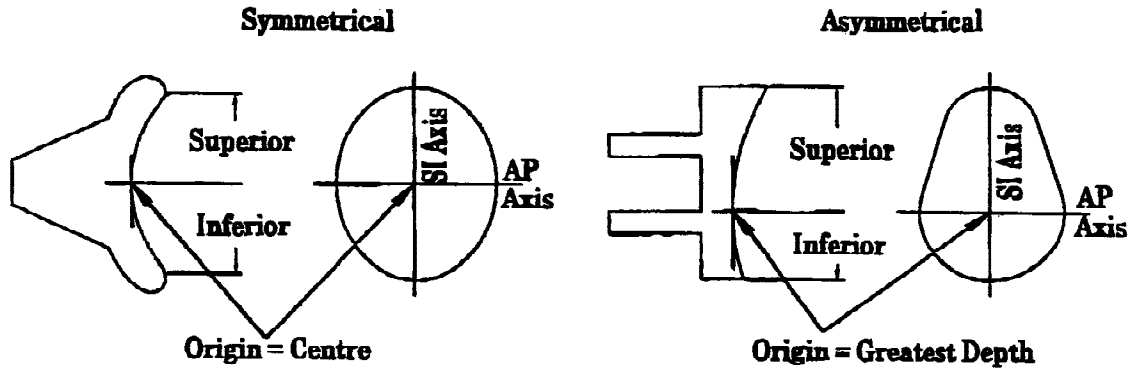 Symmetrical
Superior
Inferior
SI Axis
AP
Axis
Origin = Centre
Asymmetrical
Superior
Inferior
SI Axis
AP
Axis
Origin = Greatest Depth